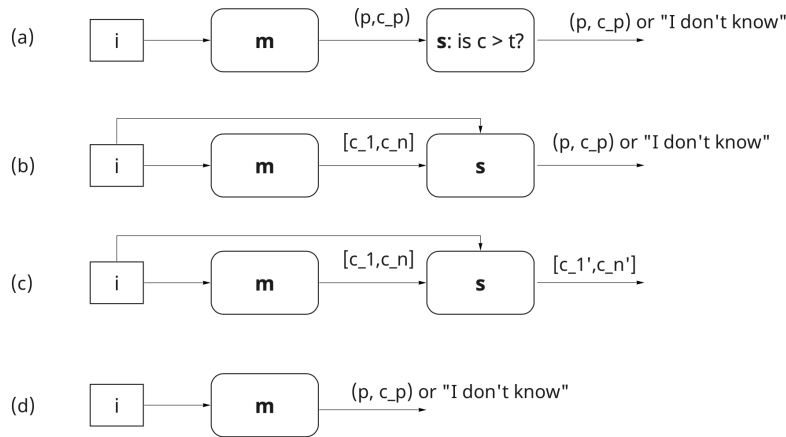 (a) i m (p,c_p) s: is c > t? (p, c_p) or "I don't know"
(b) i m [c_1,c_n] s (p, c_p) or "I don't know"
(c) i m [c_1,c_n] s [c_1',c_n']
(d) i m (p, c_p) or "I don't know"